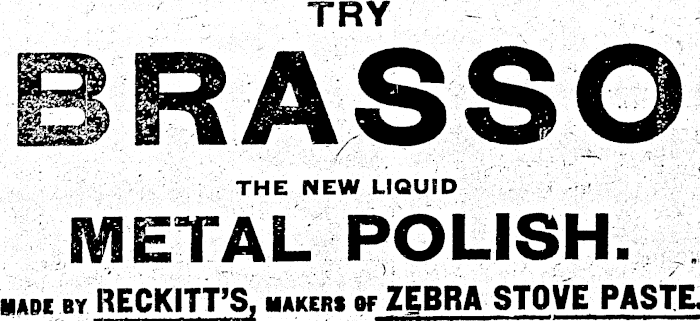 TRY
BRASSO
THE NEW LIQUID
METAL POLISH.
MADE BY RECKITT'S, MAKERS OF ZEBRA STOVE PASTE.